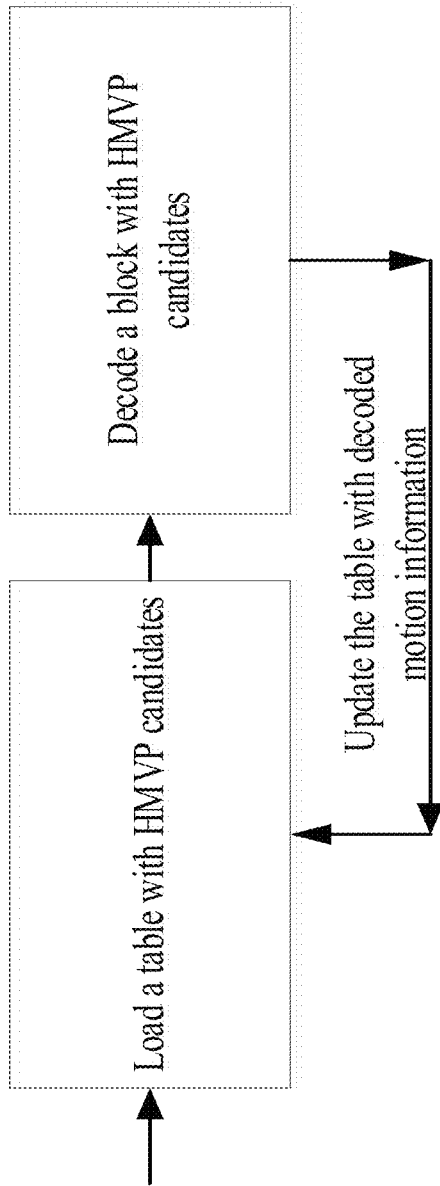 Load a table with HMVP candidates
Decode a block with HMVP
candidates
Update the table with decoded
motion information